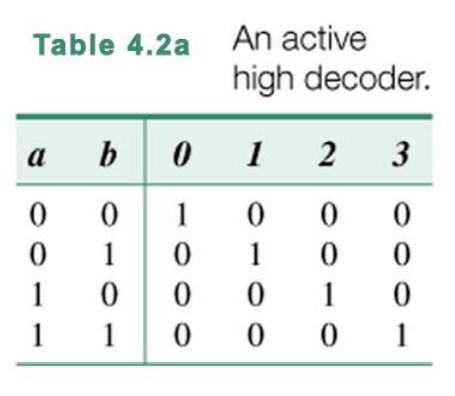 Table 4.2a
An active
high decoder.
a b 0 1 2 3
0 0 1 0 0 0
0 1 0 1 0 0
1 0 0 0 1 0
1 1 0 0 0 1